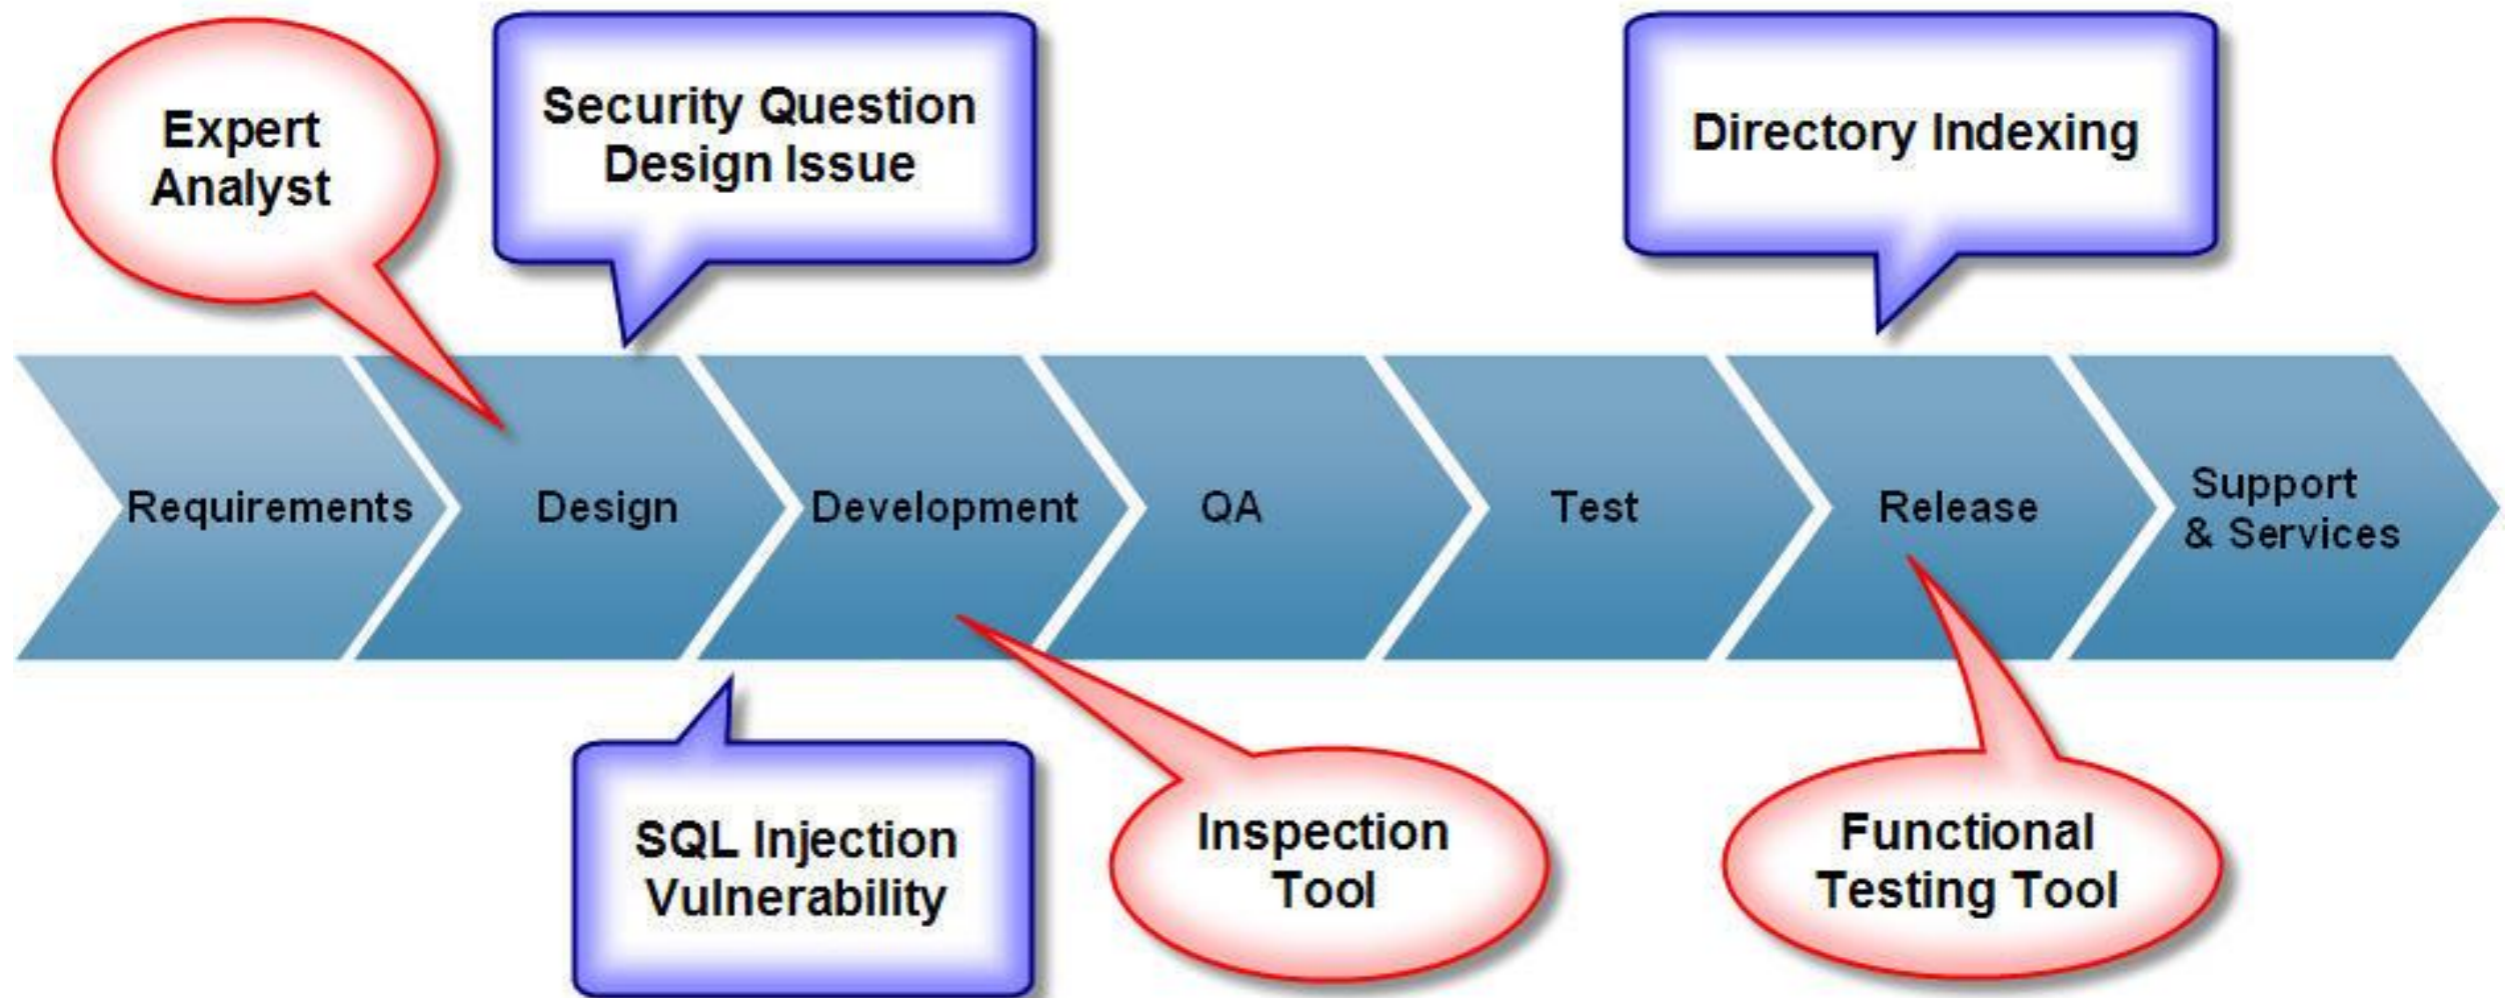 Expert
Analyst
Security Question
Design Issue
Directory Indexing
Requirements
Design
Development
QA
Test
Release
Support
& Services
SQL Injection
Vulnerability
Inspection
Tool
Functional
Testing Tool